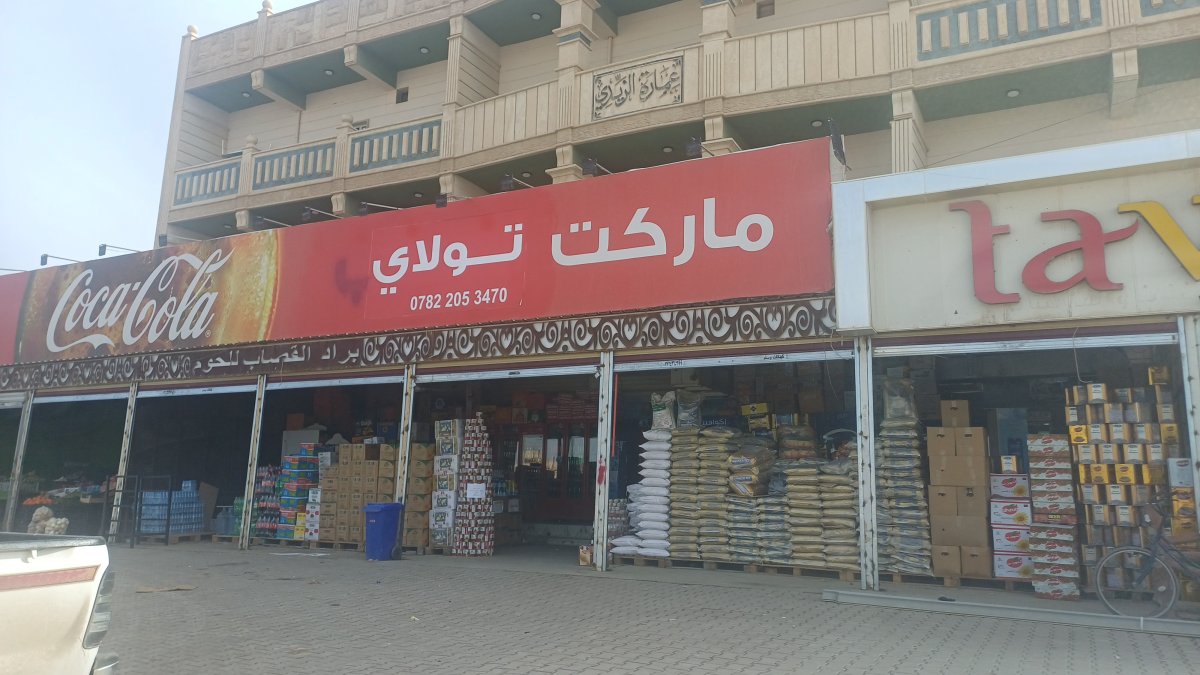 عمارة الزيدي
ماركت تولاي
0782 205 3470
Coca-Cola
براد القصاب للحوم
tav